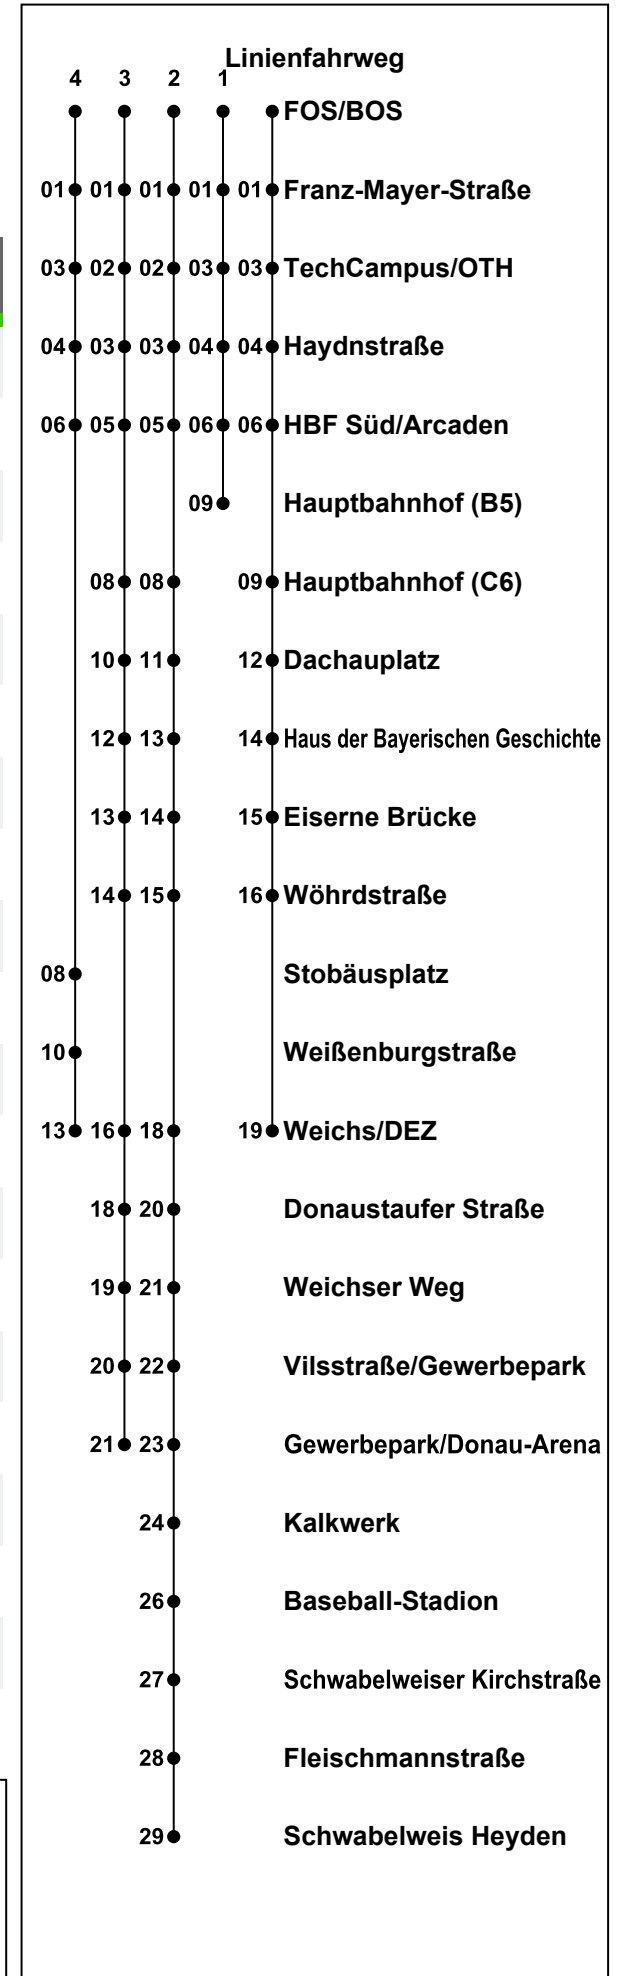 Linienfahrweg
4 3 2 1
FOS/BOS
01 01 01 01 01 Franz-Mayer-Straße
03 02 02 03 03 TechCampus/OTH
04 03 03 04 04 Haydnstraße
06 05 05 06 06 HBF Süd/Arcaden
09 Hauptbahnhof (B5)
08 08 09 Hauptbahnhof (C6)
10 11 12 Dachauplatz
12 13 14 Haus der Bayerischen Geschichte
13 14 15 Eiserne Brücke
14 15 16 Wöhrdstraße
08 Stobäusplatz
10 Weißenburgstraße
13 16 18 19 Weichs/DEZ
18 20 Donaustaufer Straße
19 21 Weichser Weg
20 22 Vilsstraße/Gewerbepark
21 23 Gewerbepark/Donau-Arena
24 Kalkwerk
26 Baseball-Stadion
27 Schwabelweiser Kirchstraße
28 Fleischmannstraße
29 Schwabelweis Heyden